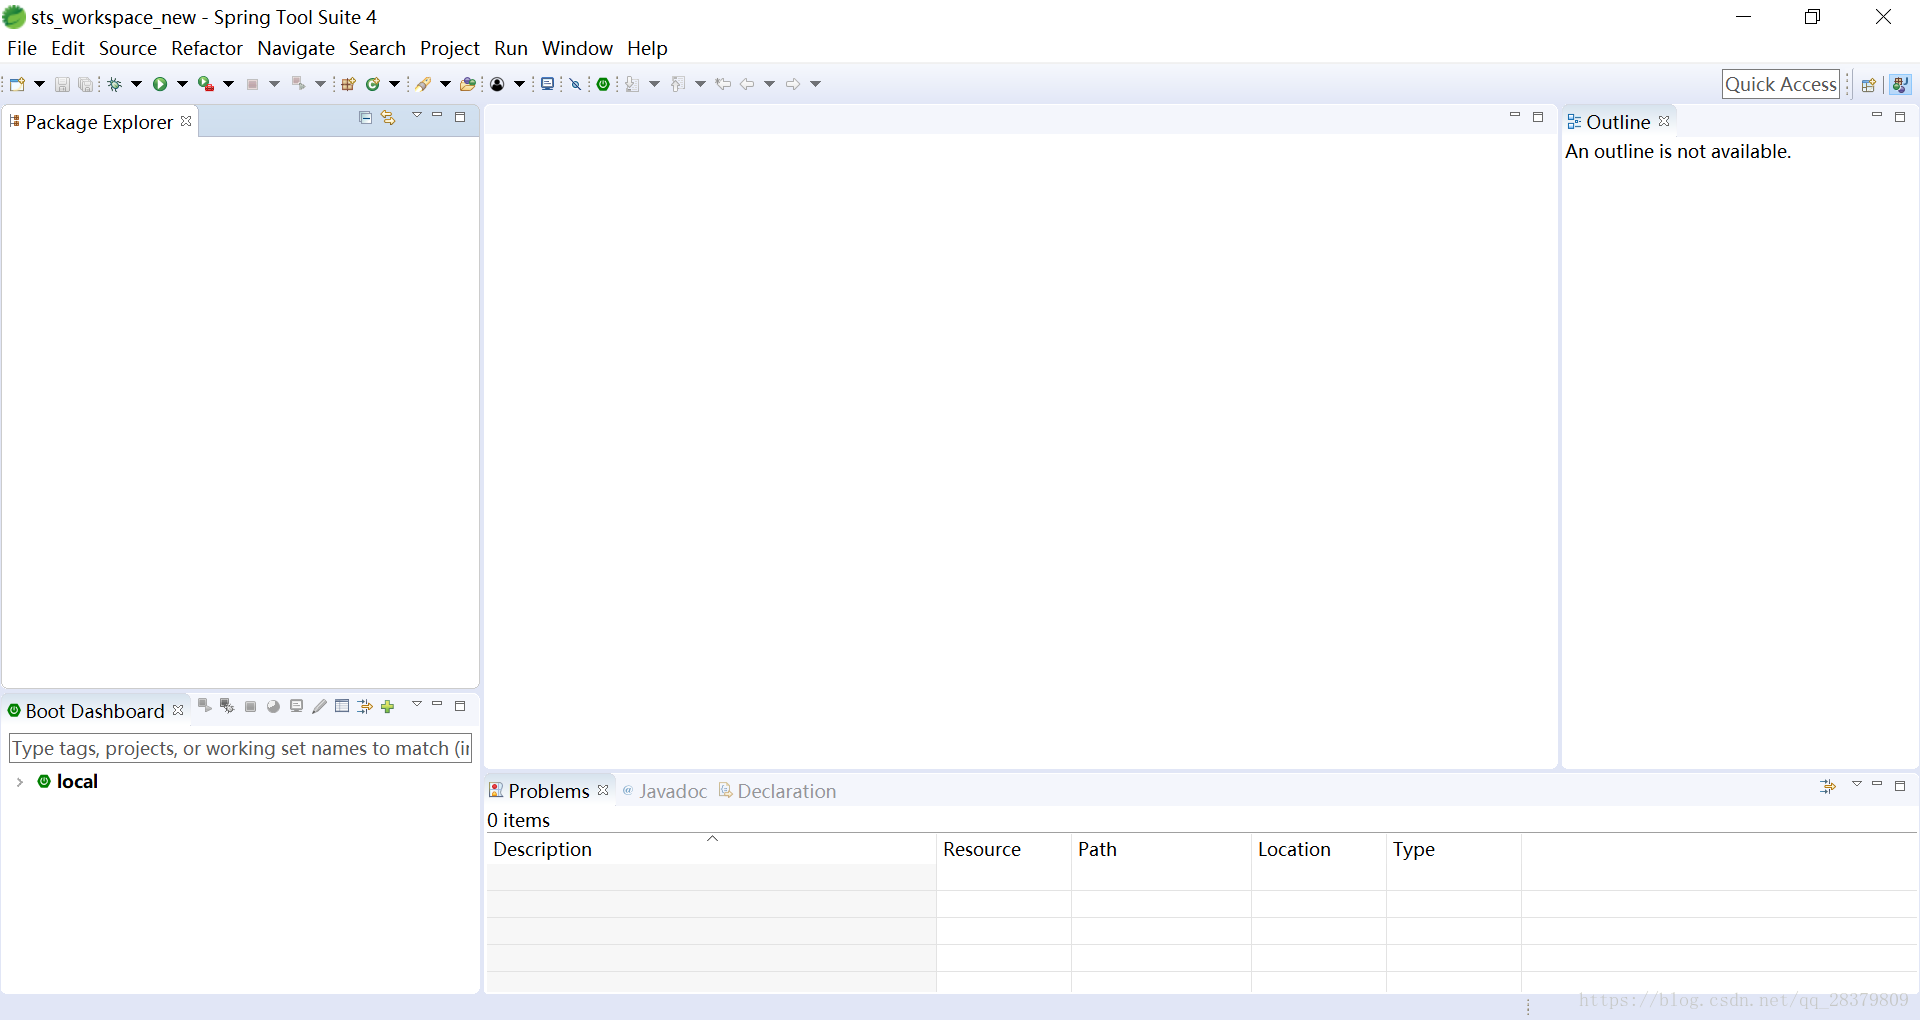 sts_workspace_new - Spring Tool Suite 4
File Edit Source Refactor Navigate Search Project Run Window Help
Quick Access
Package Explorer
Outline
An outline is not available.
Boot Dashboard
Type tags, projects, or working set names to match (i
local
Problems @ Javadoc Declaration
0 items
Description Resource Path Location Type
https://blog.csdn.net/qq_28379809